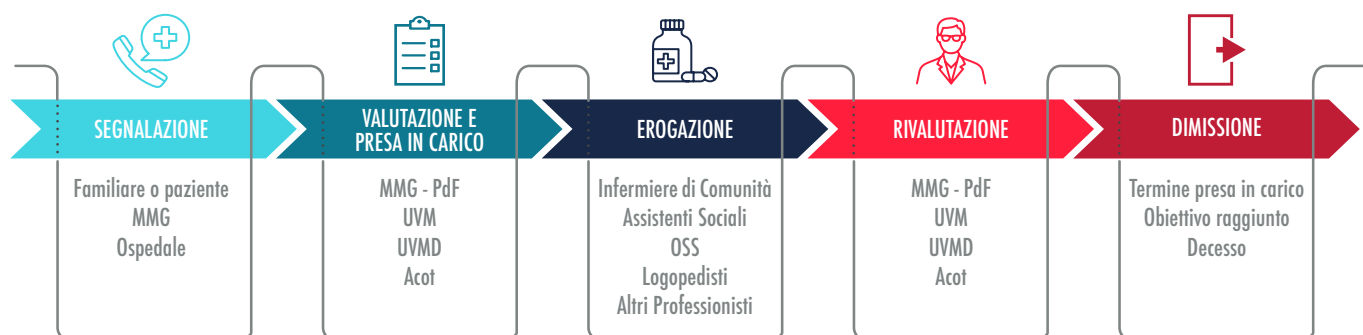 SEGNALAZIONE
VALUTAZIONE E
PRESA IN CARICO
EROGAZIONE
RIVALUTAZIONE
DIMISSIONE
Familiare o paziente
MMG
Ospedale
MMG - PdF
UVM
UVMD
Acot
Infermiere di Comunità
Assistenti Sociali
OSS
Logopedisti
Altri Professionisti
MMG - PdF
UVM
UVMD
Acot
Termine presa in carico
Obiettivo raggiunto
Decesso